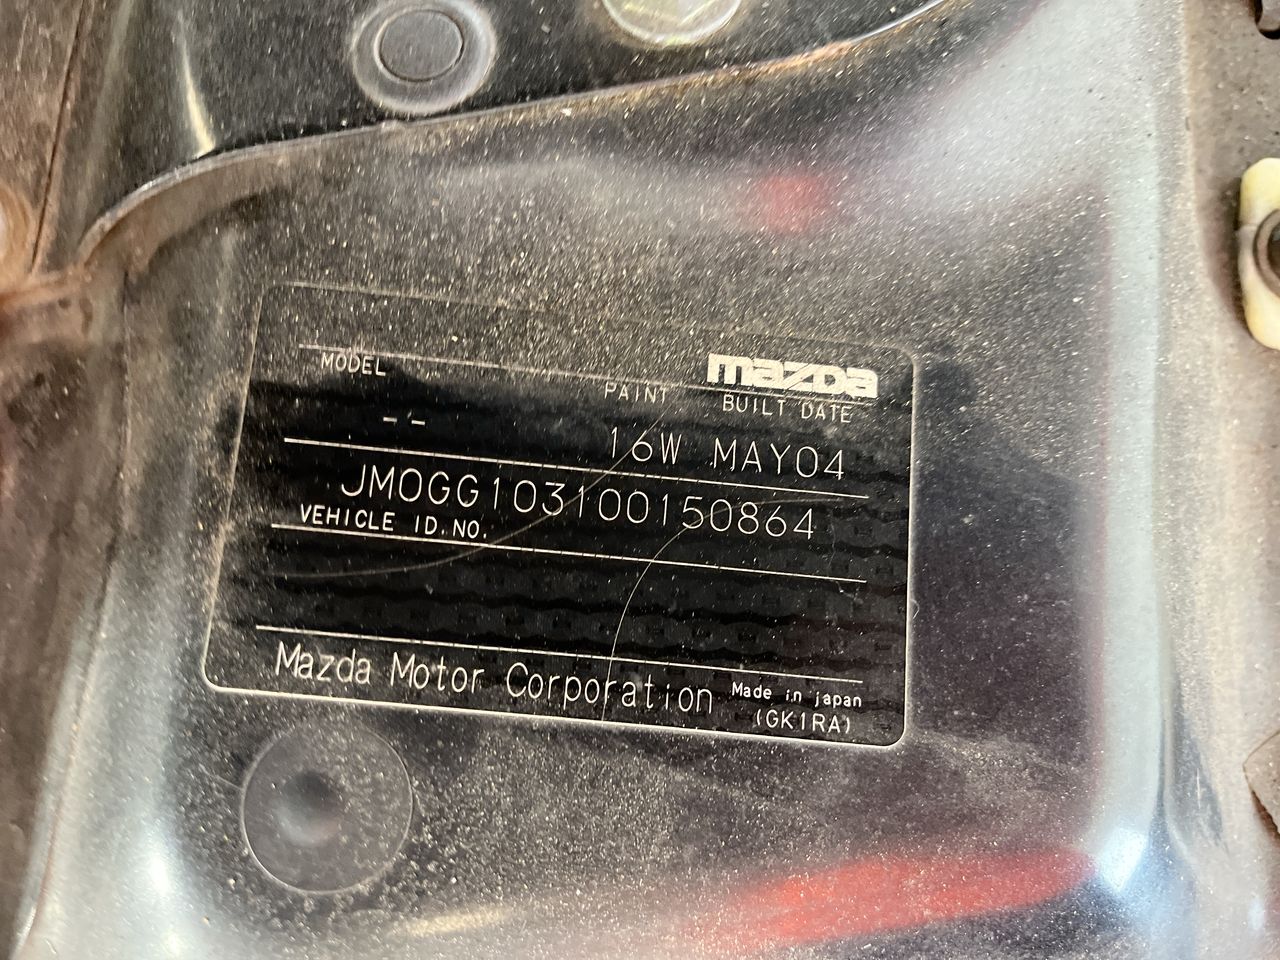 mazda
MODEL PAINT BUILT DATE
-- 16W MAY04
JM0GG103100150864
VEHICLE ID.NO.
Mazda Motor Corporation Made in japan
(GK1RA)